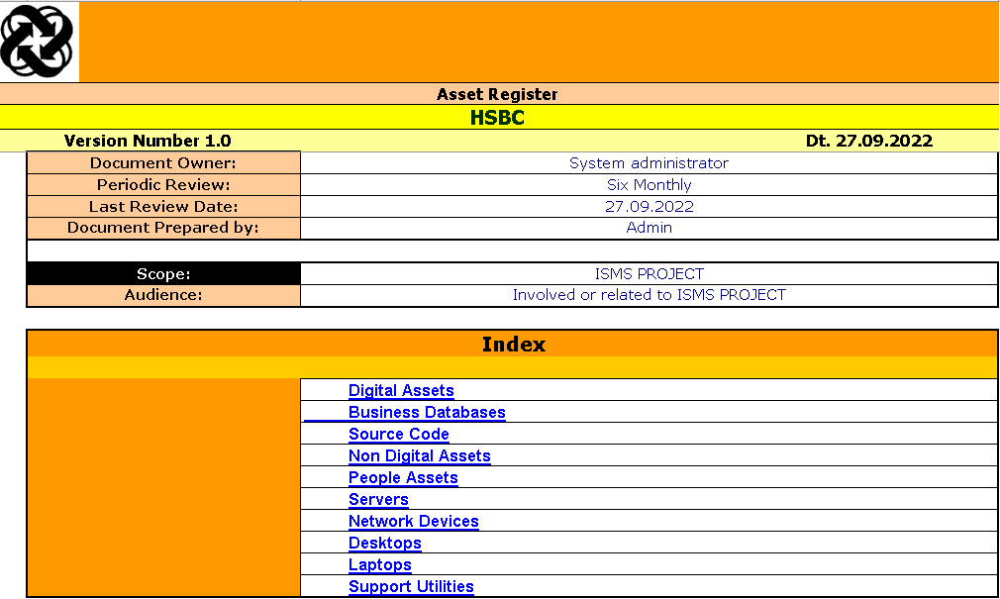 Asset Register
HSBC
Version Number 1.0 Dt. 27.09.2022
Document Owner: System administrator
Periodic Review: Six Monthly
Last Review Date: 27.09.2022
Document Prepared by: Admin
Scope: ISMS PROJECT
Audience: Involved or related to ISMS PROJECT
Index
Digital Assets
Business Databases
Source Code
Non Digital Assets
People Assets
Servers
Network Devices
Desktops
Laptops
Support Utilities